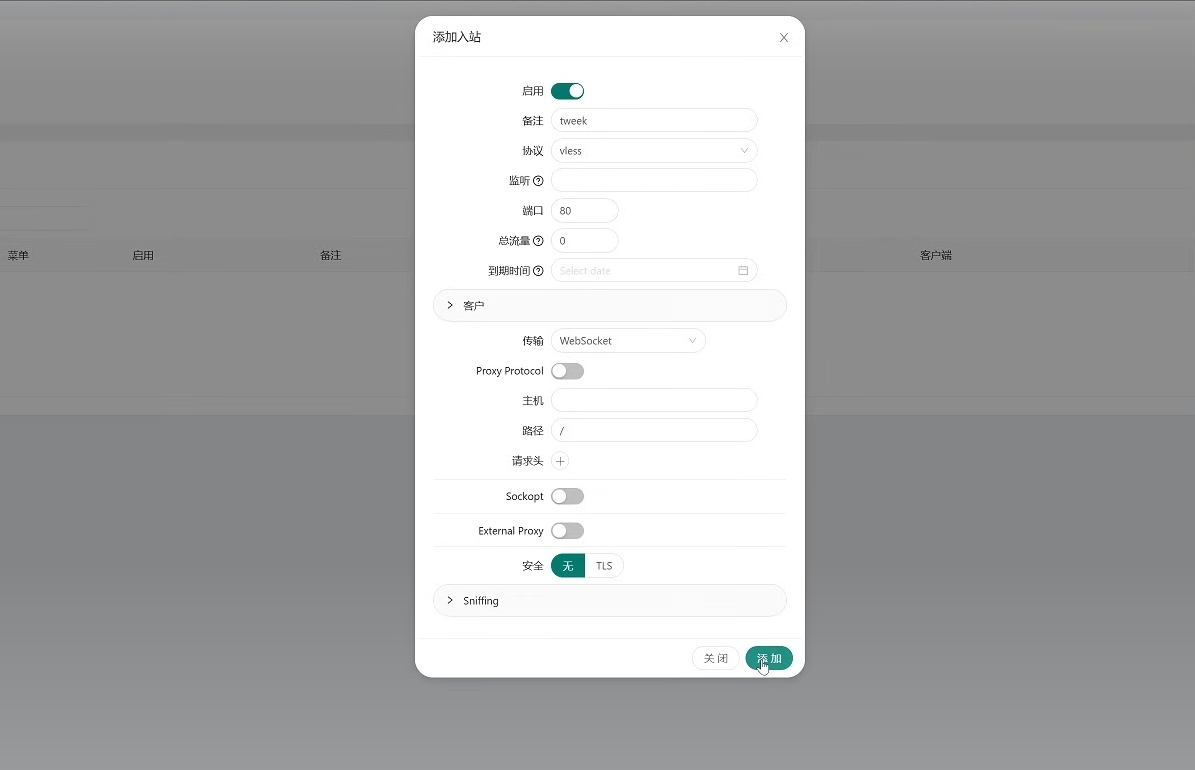 添加入站
启用
备注 tweek
协议 vless
监听
端口 80
总流量 0
到期时间 Select date
菜单 启用 备注 客户端
客户
传输 WebSocket
Proxy Protocol
主机
路径 /
请求头
Sockopt
External Proxy
安全 无 TLS
Sniffing
关 闭 添 加